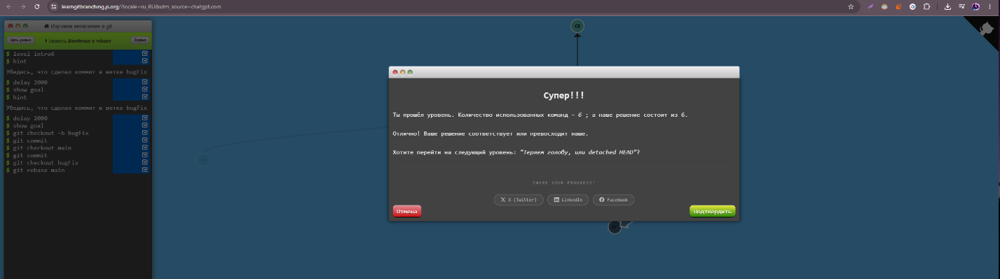 learngitbranching.js.org//locale=ru_RU&utm_source=chatgpt.com
Изучаем ветвление в git
Цель уровня
Уровень Введение в rebase
Задача
$ level intro4
$ hint
Убедись, что сделал коммит в ветке bugFix
$ delay 2000
$ show goal
$ hint
Убедись, что сделал коммит в ветке bugFix
$ delay 2000
$ show goal
$ git checkout -b bugFix
$ git commit
$ git checkout main
$ git commit
$ git checkout bugFix
$ git rebase main
C0
Супер!!!
Ты прошёл уровень. Количество использованных команд - 6 ; а наше решение состоит из 6.
Отлично! Ваше решение соответствует или превосходит наше.
Хотите перейти на следующий уровень: "Теряем голову, или detached HEAD"?
SHARE YOUR PROGRESS!
X (Twitter)
LinkedIn
Facebook
Отмена
Подтвердить